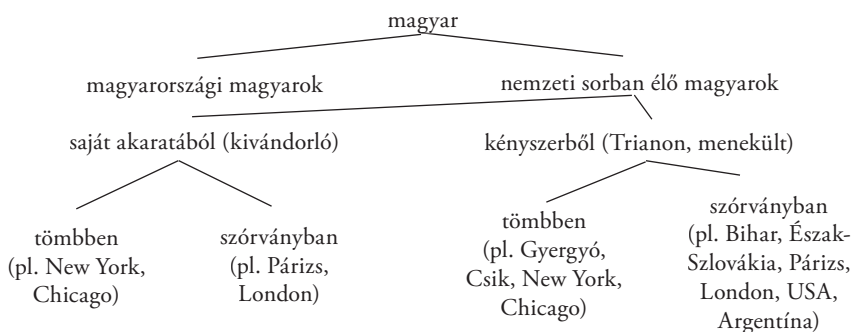 magyar
magyarországi magyarok
nemzeti sorban élő magyarok
saját akaratából (kivándorló)
kényszerből (Trianon, menekült)
tömbben
(pl. New York,
Chicago)
szórványban
(pl. Párizs,
London)
tömbben
(pl. Gyergyó,
Csik, New York,
Chicago)
szórványban
(pl. Bihar, Észak-
Szlovákia, Párizs,
London, USA,
Argentína)